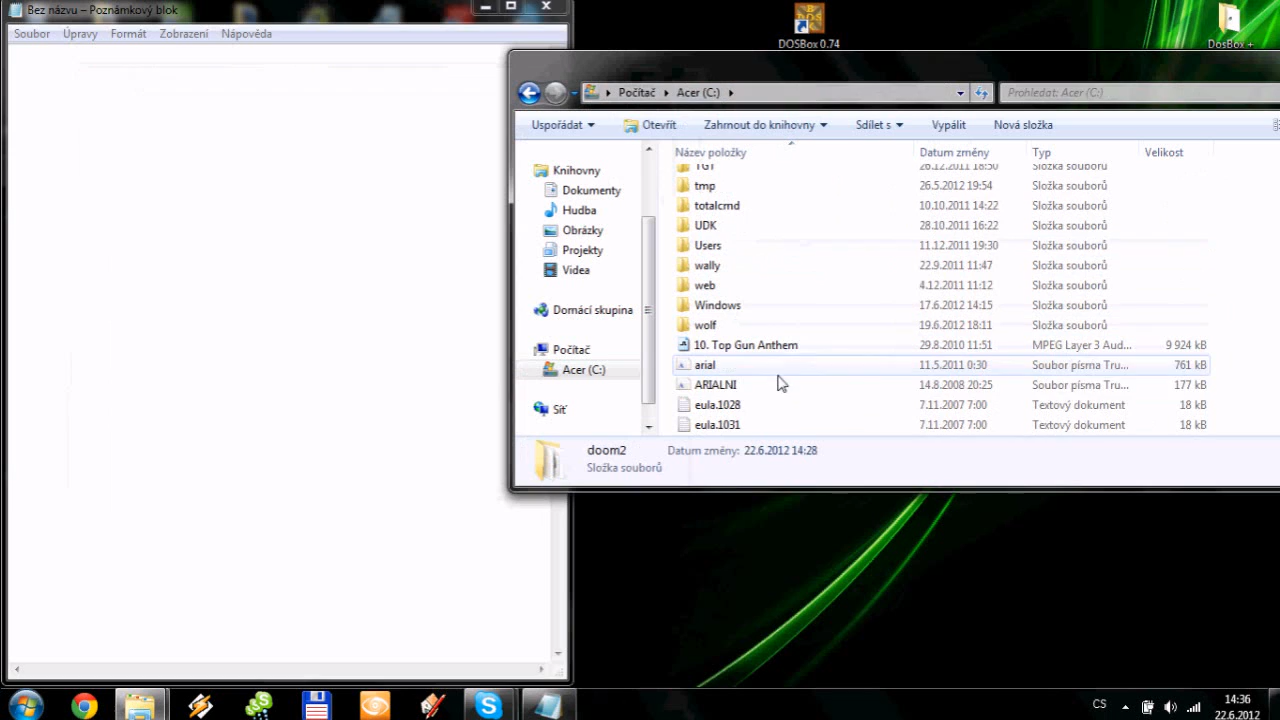 Bez názvu – Poznámkový blok
Soubor Úpravy Formát Zobrazení Nápověda
DOSBox 0.74
DosBox +
Počítač Acer (C:)
Prohledat: Acer (C:)
Uspořádat Otevřít Zahrnout do knihovny Sdílet s Vypálit Nová složka
Název položky Datum změny Typ Velikost
Knihovny
Dokumenty
Hudba
Obrázky
Projekty
Videa
Domácí skupina
Počítač
Acer (C:)
Síť
TGT 26.12.2011 18:50 Složka souborů
tmp 26.5.2012 19:54 Složka souborů
totalcmd 10.10.2011 14:22 Složka souborů
UDK 28.10.2011 16:22 Složka souborů
Users 11.12.2011 19:30 Složka souborů
wally 22.9.2011 11:47 Složka souborů
web 4.12.2011 11:12 Složka souborů
Windows 17.6.2012 14:15 Složka souborů
wolf 19.6.2012 18:11 Složka souborů
10. Top Gun Anthem 29.8.2010 11:51 MPEG Layer 3 Aud... 9 924 kB
arial 11.5.2011 0:30 Soubor písma Tru... 761 kB
ARIALNI 14.8.2008 20:25 Soubor písma Tru... 177 kB
eula.1028 7.11.2007 7:00 Textový dokument 18 kB
eula.1031 7.11.2007 7:00 Textový dokument 18 kB
doom2 Datum změny: 22.6.2012 14:28
Složka souborů
CS
14:36
22.6.2012